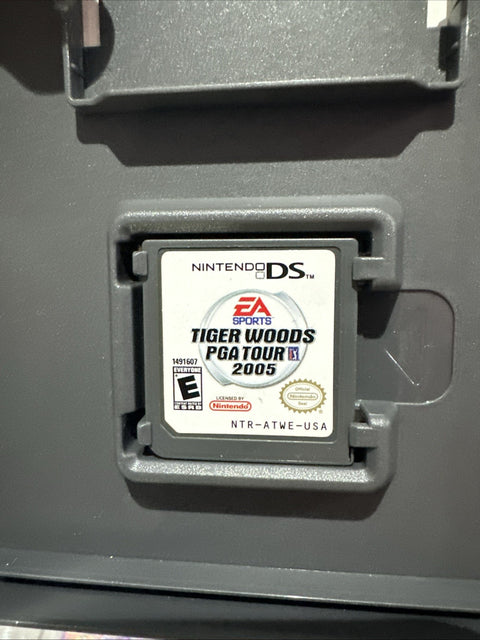 NINTENDO DS™
EA
SPORTS
TIGER WOODS
PGA TOUR
2005
1491607
EVERYONE
E
ESRB
LICENSED BY
Nintendo
Official
Nintendo
Seal
NTR-ATWE-USA